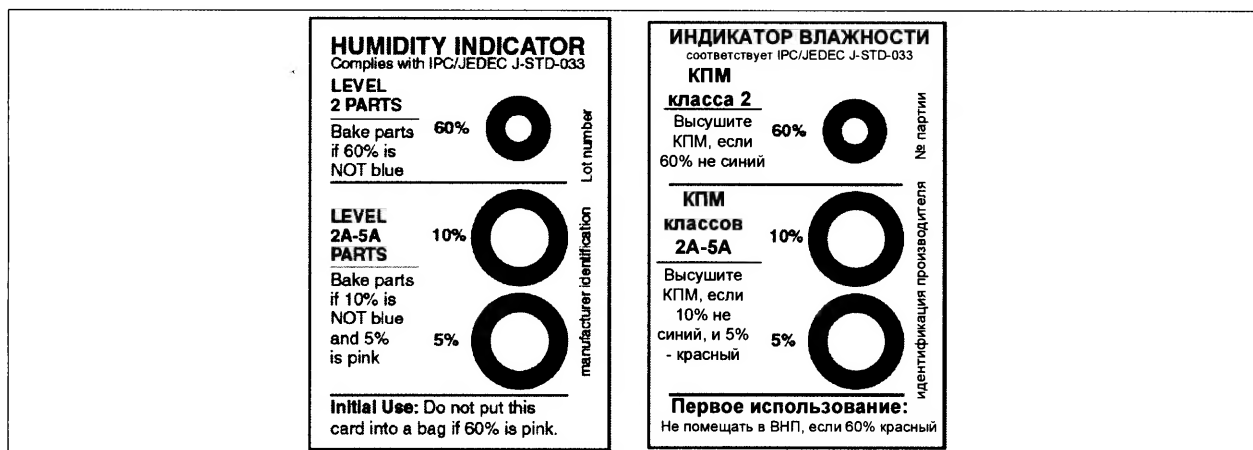 HUMIDITY INDICATOR
Complies with IPC/JEDEC J-STD-033
LEVEL
2 PARTS
Bake parts
if 60% is
NOT blue
60%
Lot number
LEVEL
2A-5A
PARTS
Bake parts
if 10% is
NOT blue
and 5%
is pink
10%
5%
manufacturer identification
Initial Use: Do not put this
card into a bag if 60% is pink.
ИНДИКАТОР ВЛАЖНОСТИ
соответствует IPC/JEDEC J-STD-033
КПМ
класса 2
Высушите
КПМ, если
60% не синий
60%
№ партии
КПМ
классов
2A-5A
Высушите
КПМ, если
10% не
синий, и 5%
- красный
10%
5%
идентификация производителя
Первое использование:
Не помещать в ВНП, если 60% красный